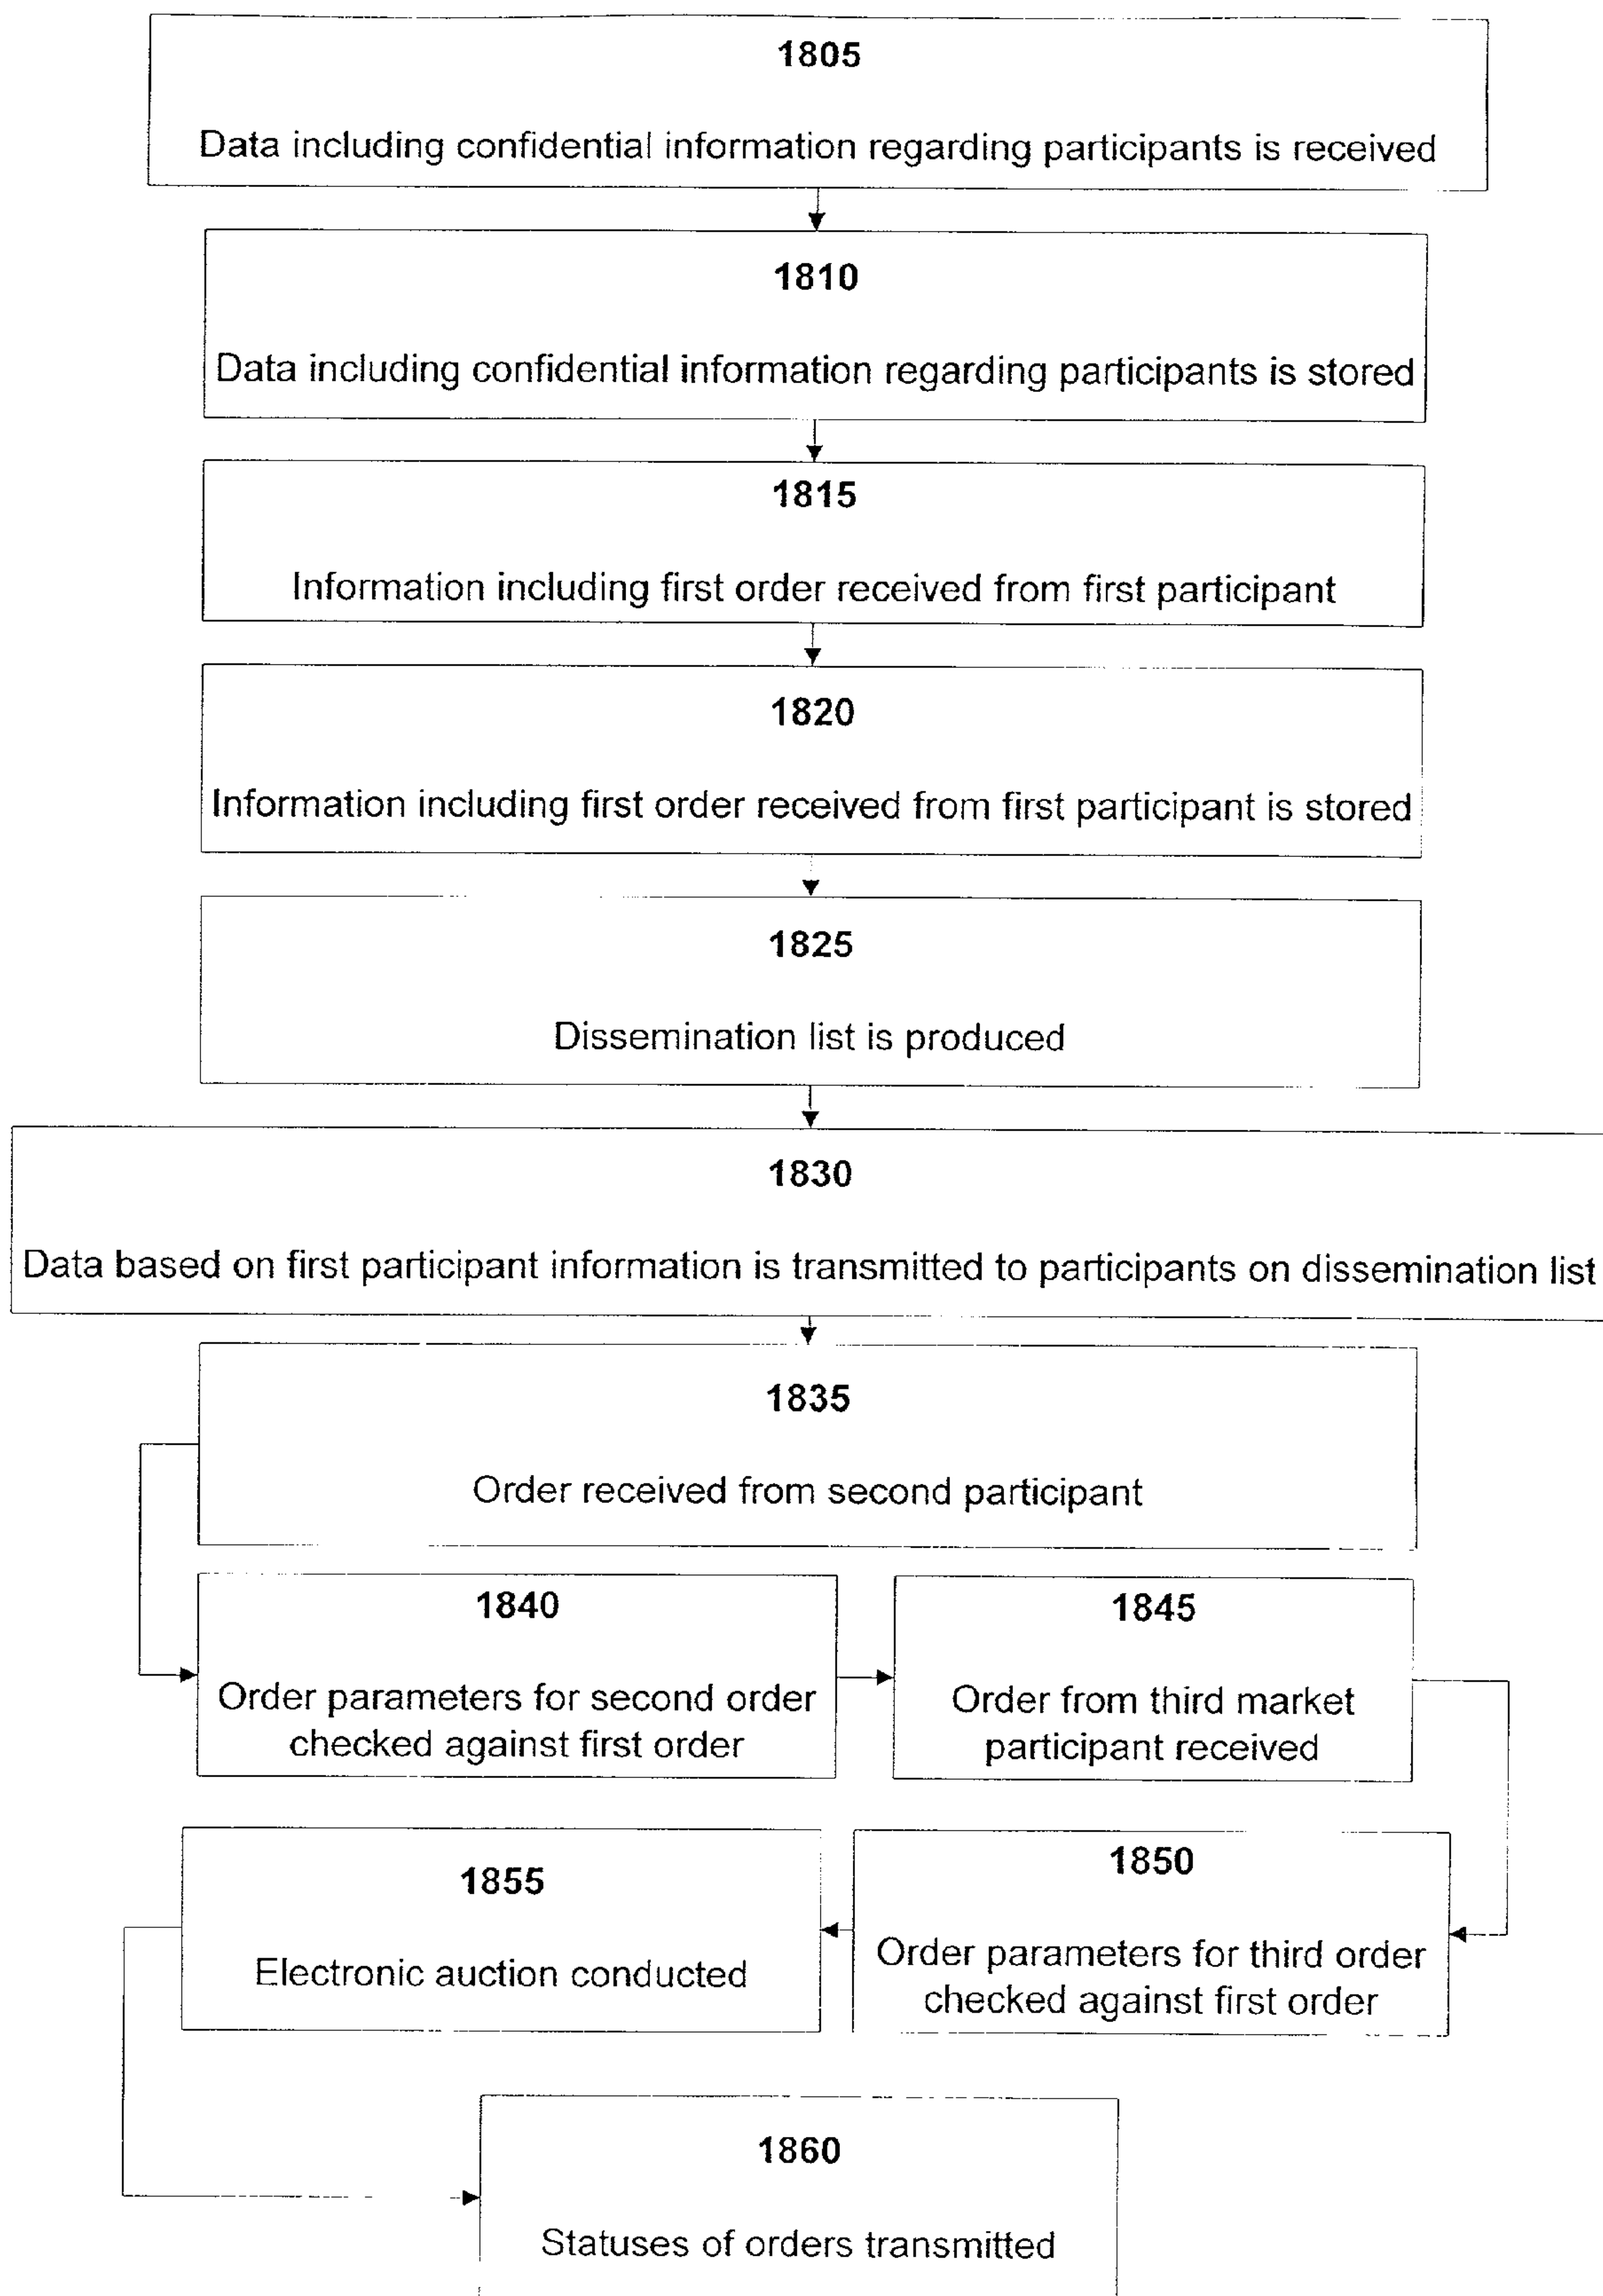 1805
Data including confidential information regarding participants is received
1810
Data including confidential information regarding participants is stored
1815
Information including first order received from first participant
1820
Information including first order received from first participant is stored
1825
Dissemination list is produced
1830
Data based on first participant information is transmitted to participants on dissemination list
1835
Order received from second participant
1840
Order parameters for second order
checked against first order
1845
Order from third market
participant received
1850
Order parameters for third order
checked against first order
1855
Electronic auction conducted
1860
Statuses of orders transmitted